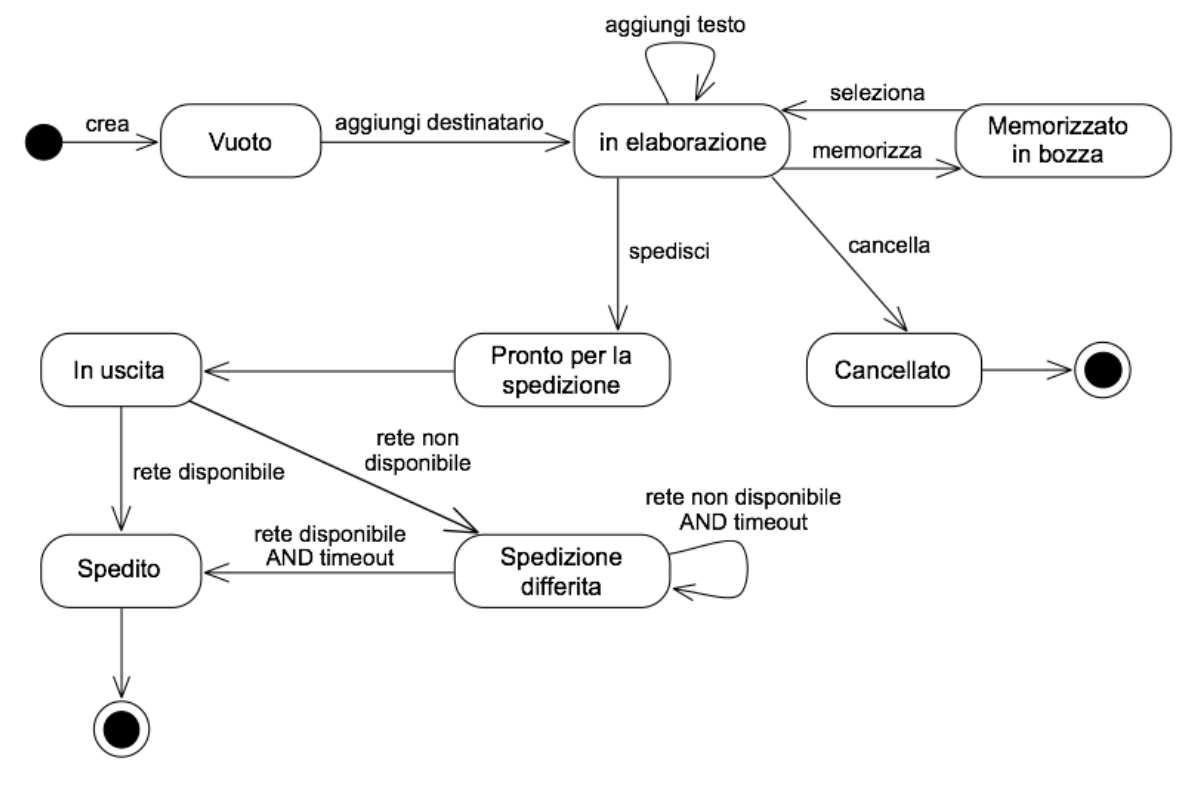 aggiungi testo
crea
Vuoto
aggiungi destinatario
in elaborazione
seleziona
memorizza
Memorizzato
in bozza
spedisci
cancella
In uscita
Pronto per la
spedizione
Cancellato
rete disponibile
rete non
disponibile
rete non disponibile
AND timeout
Spedito
rete disponibile
AND timeout
Spedizione
differita